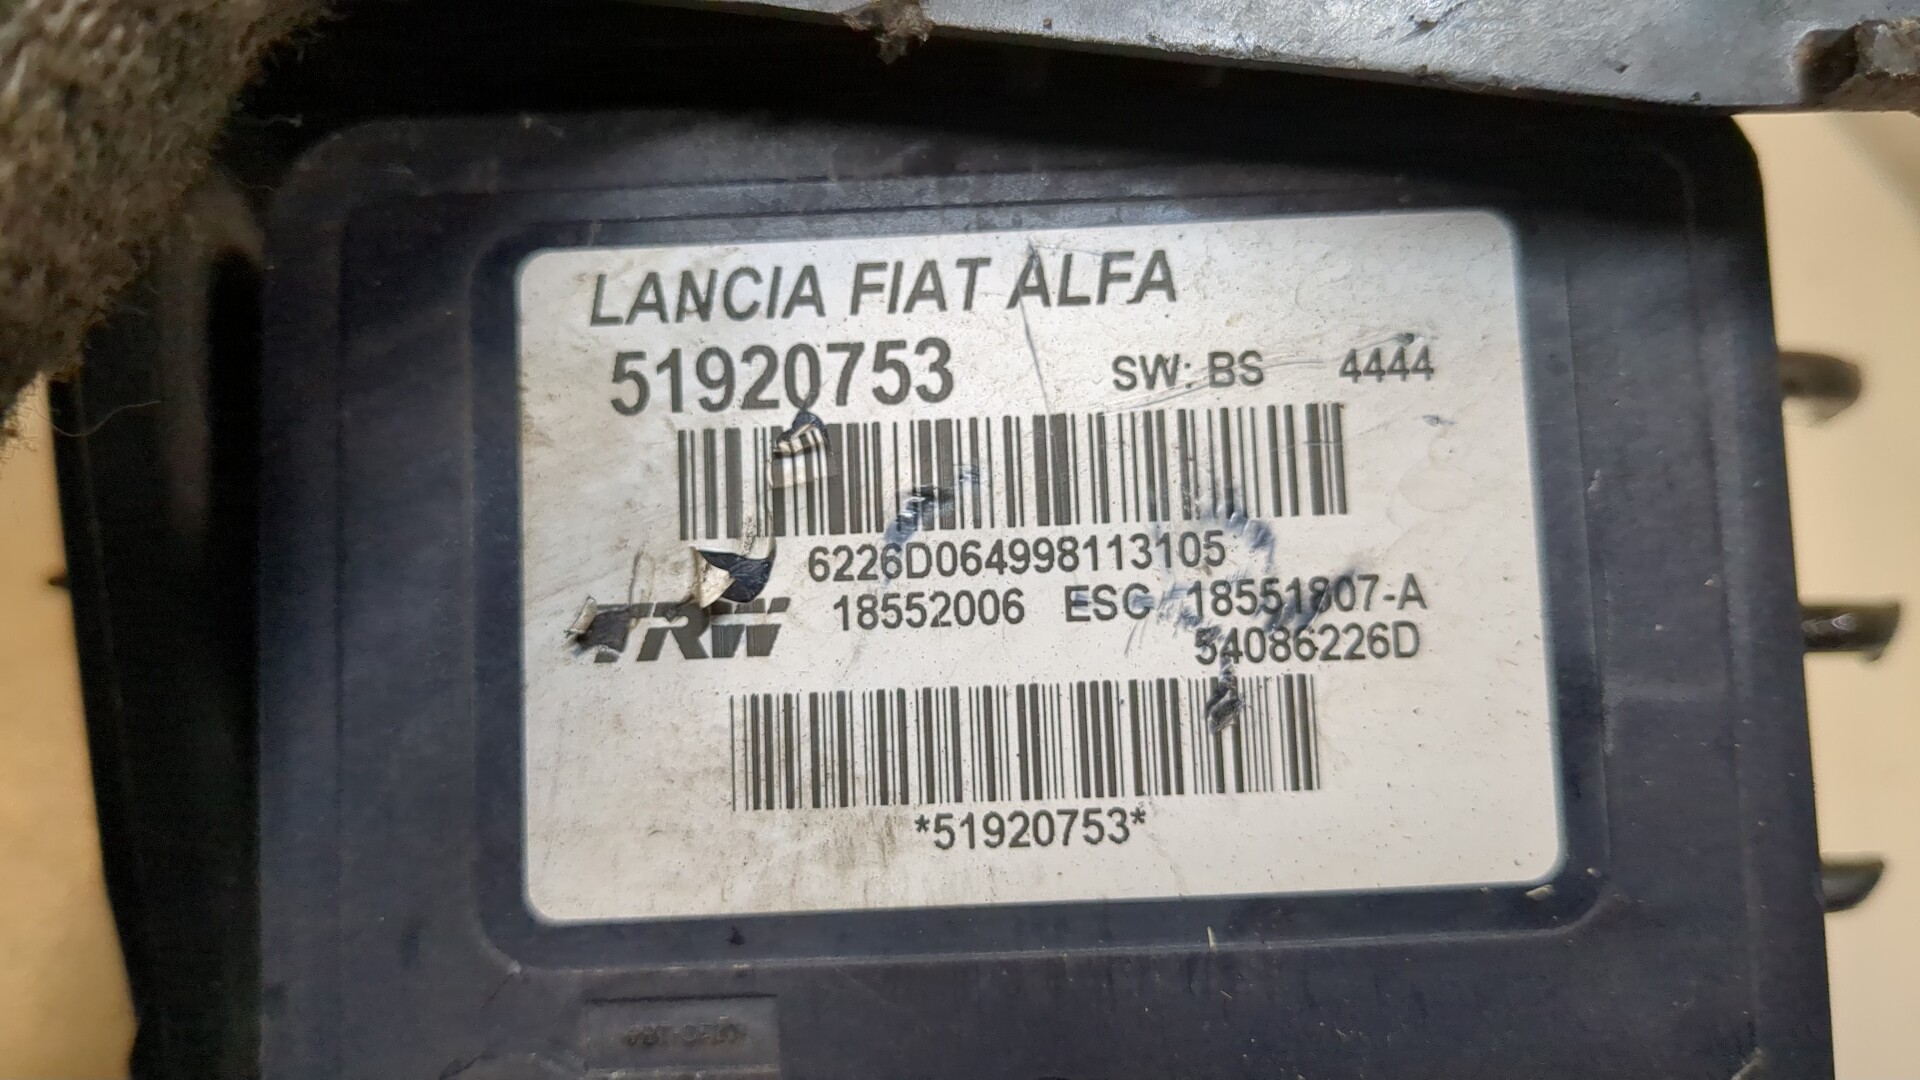 LANCIA FIAT ALFA
51920753 SW: BS 4444
6226D064998113105
TRW 18552006 ESC 18551807-A
54086226D
*51920753*